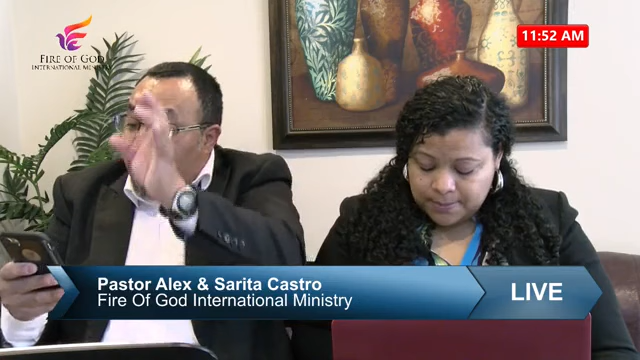 FIRE OF GOD
INTERNATIONAL MINISTRY
11:52 AM
Pastor Alex & Sarita Castro
Fire Of God International Ministry
LIVE